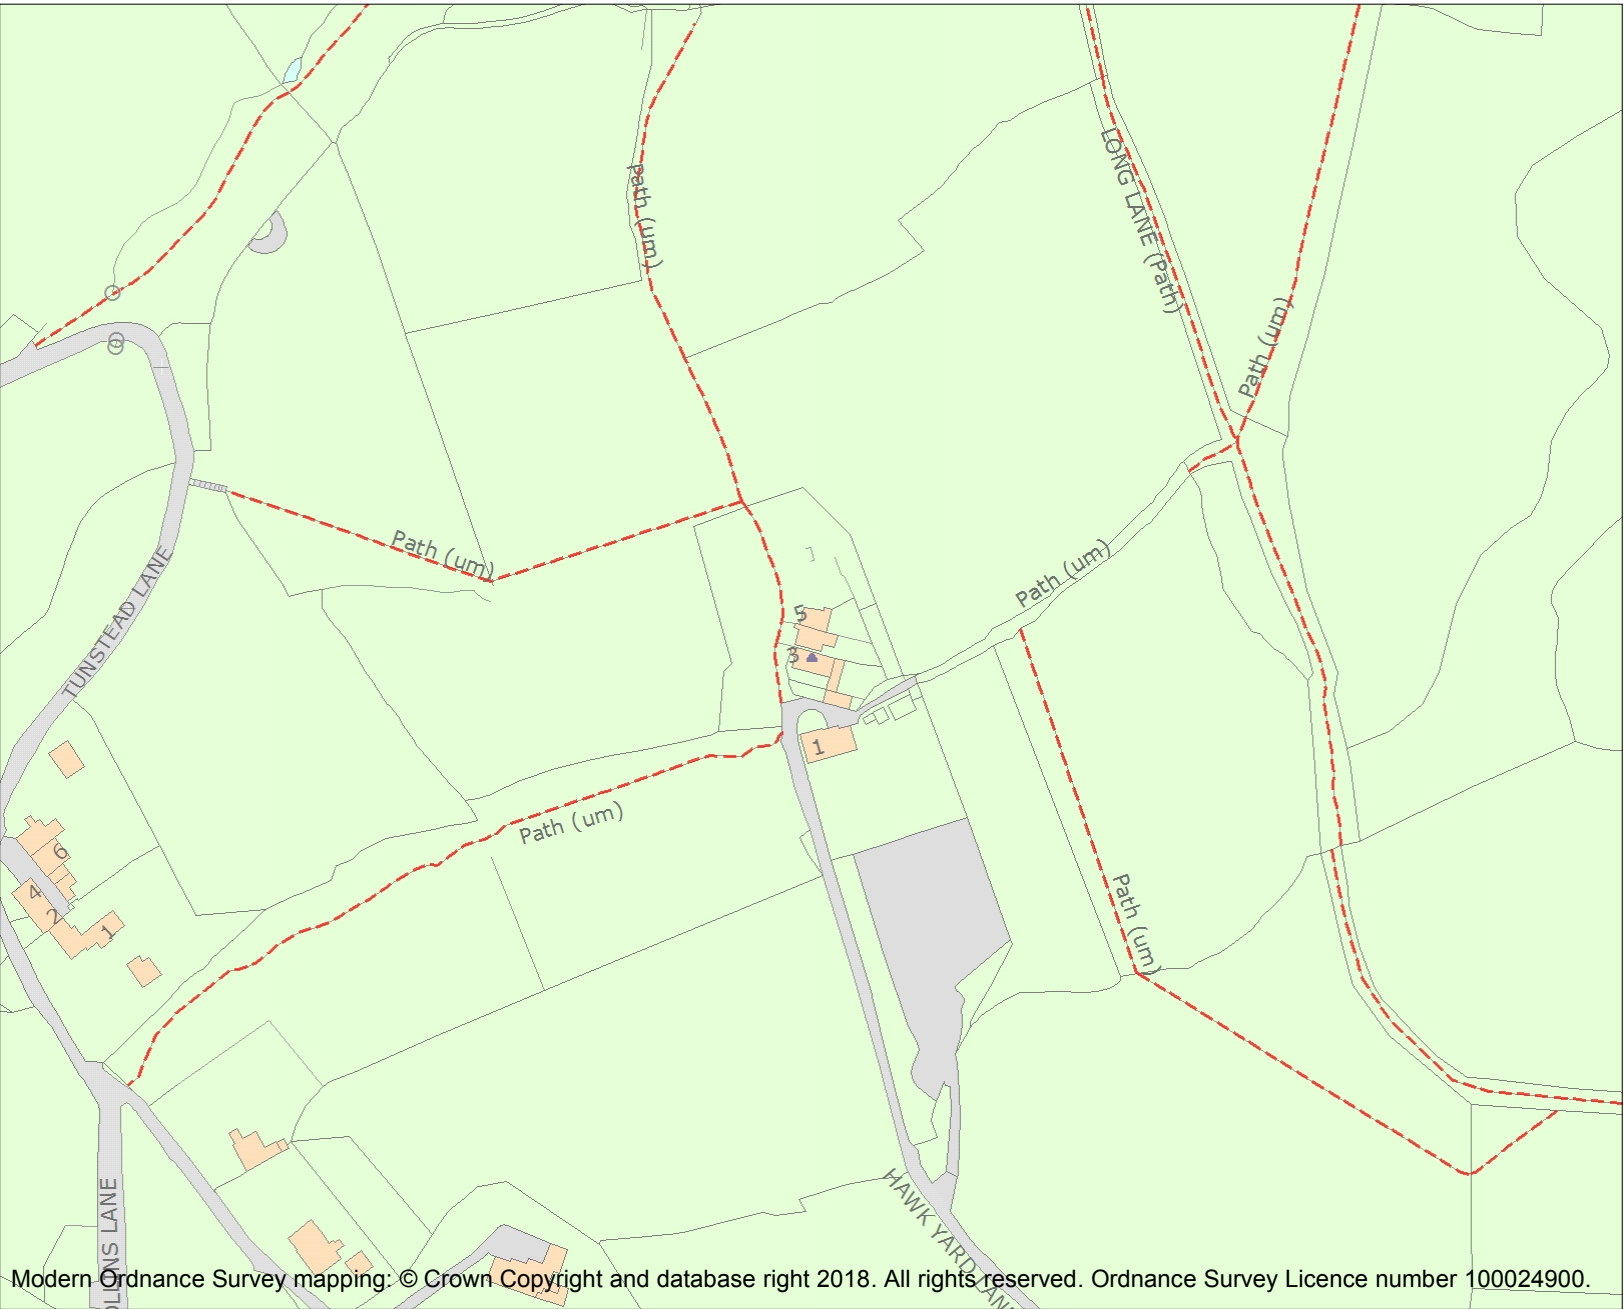 Path (um)
LONG LANE (Path)
Path (um)
Path (um)
TUNSTEAD LANE
Path (um)
5
3
1
Path (um)
6
4
2
1
Path (um)
HAWK YARD LANE
Modern Ordnance Survey mapping: © Crown Copyright and database right 2018. All rights reserved. Ordnance Survey Licence number 100024900.